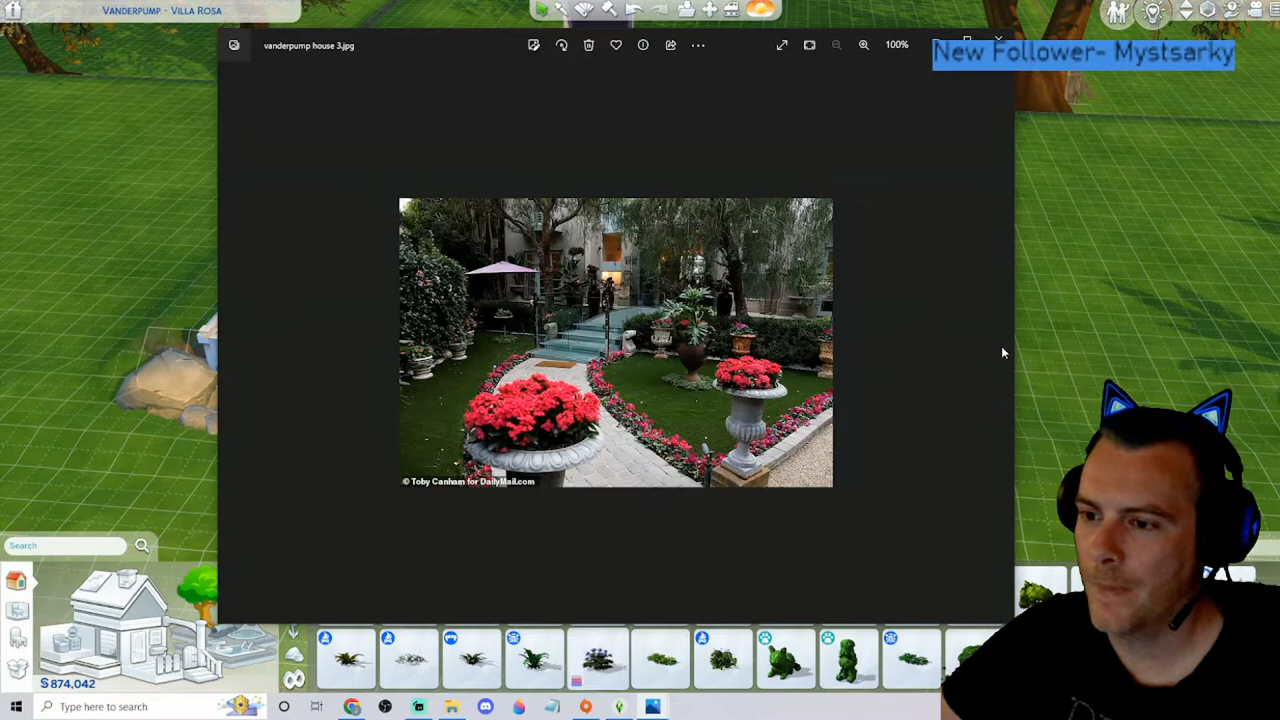 VANDERPUMP - VILLA ROSA
vanderpump house 3.jpg
100%
New Follower- Mystsarky
© Toby Canham for DailyMail.com
Search
§874,042
Type here to search